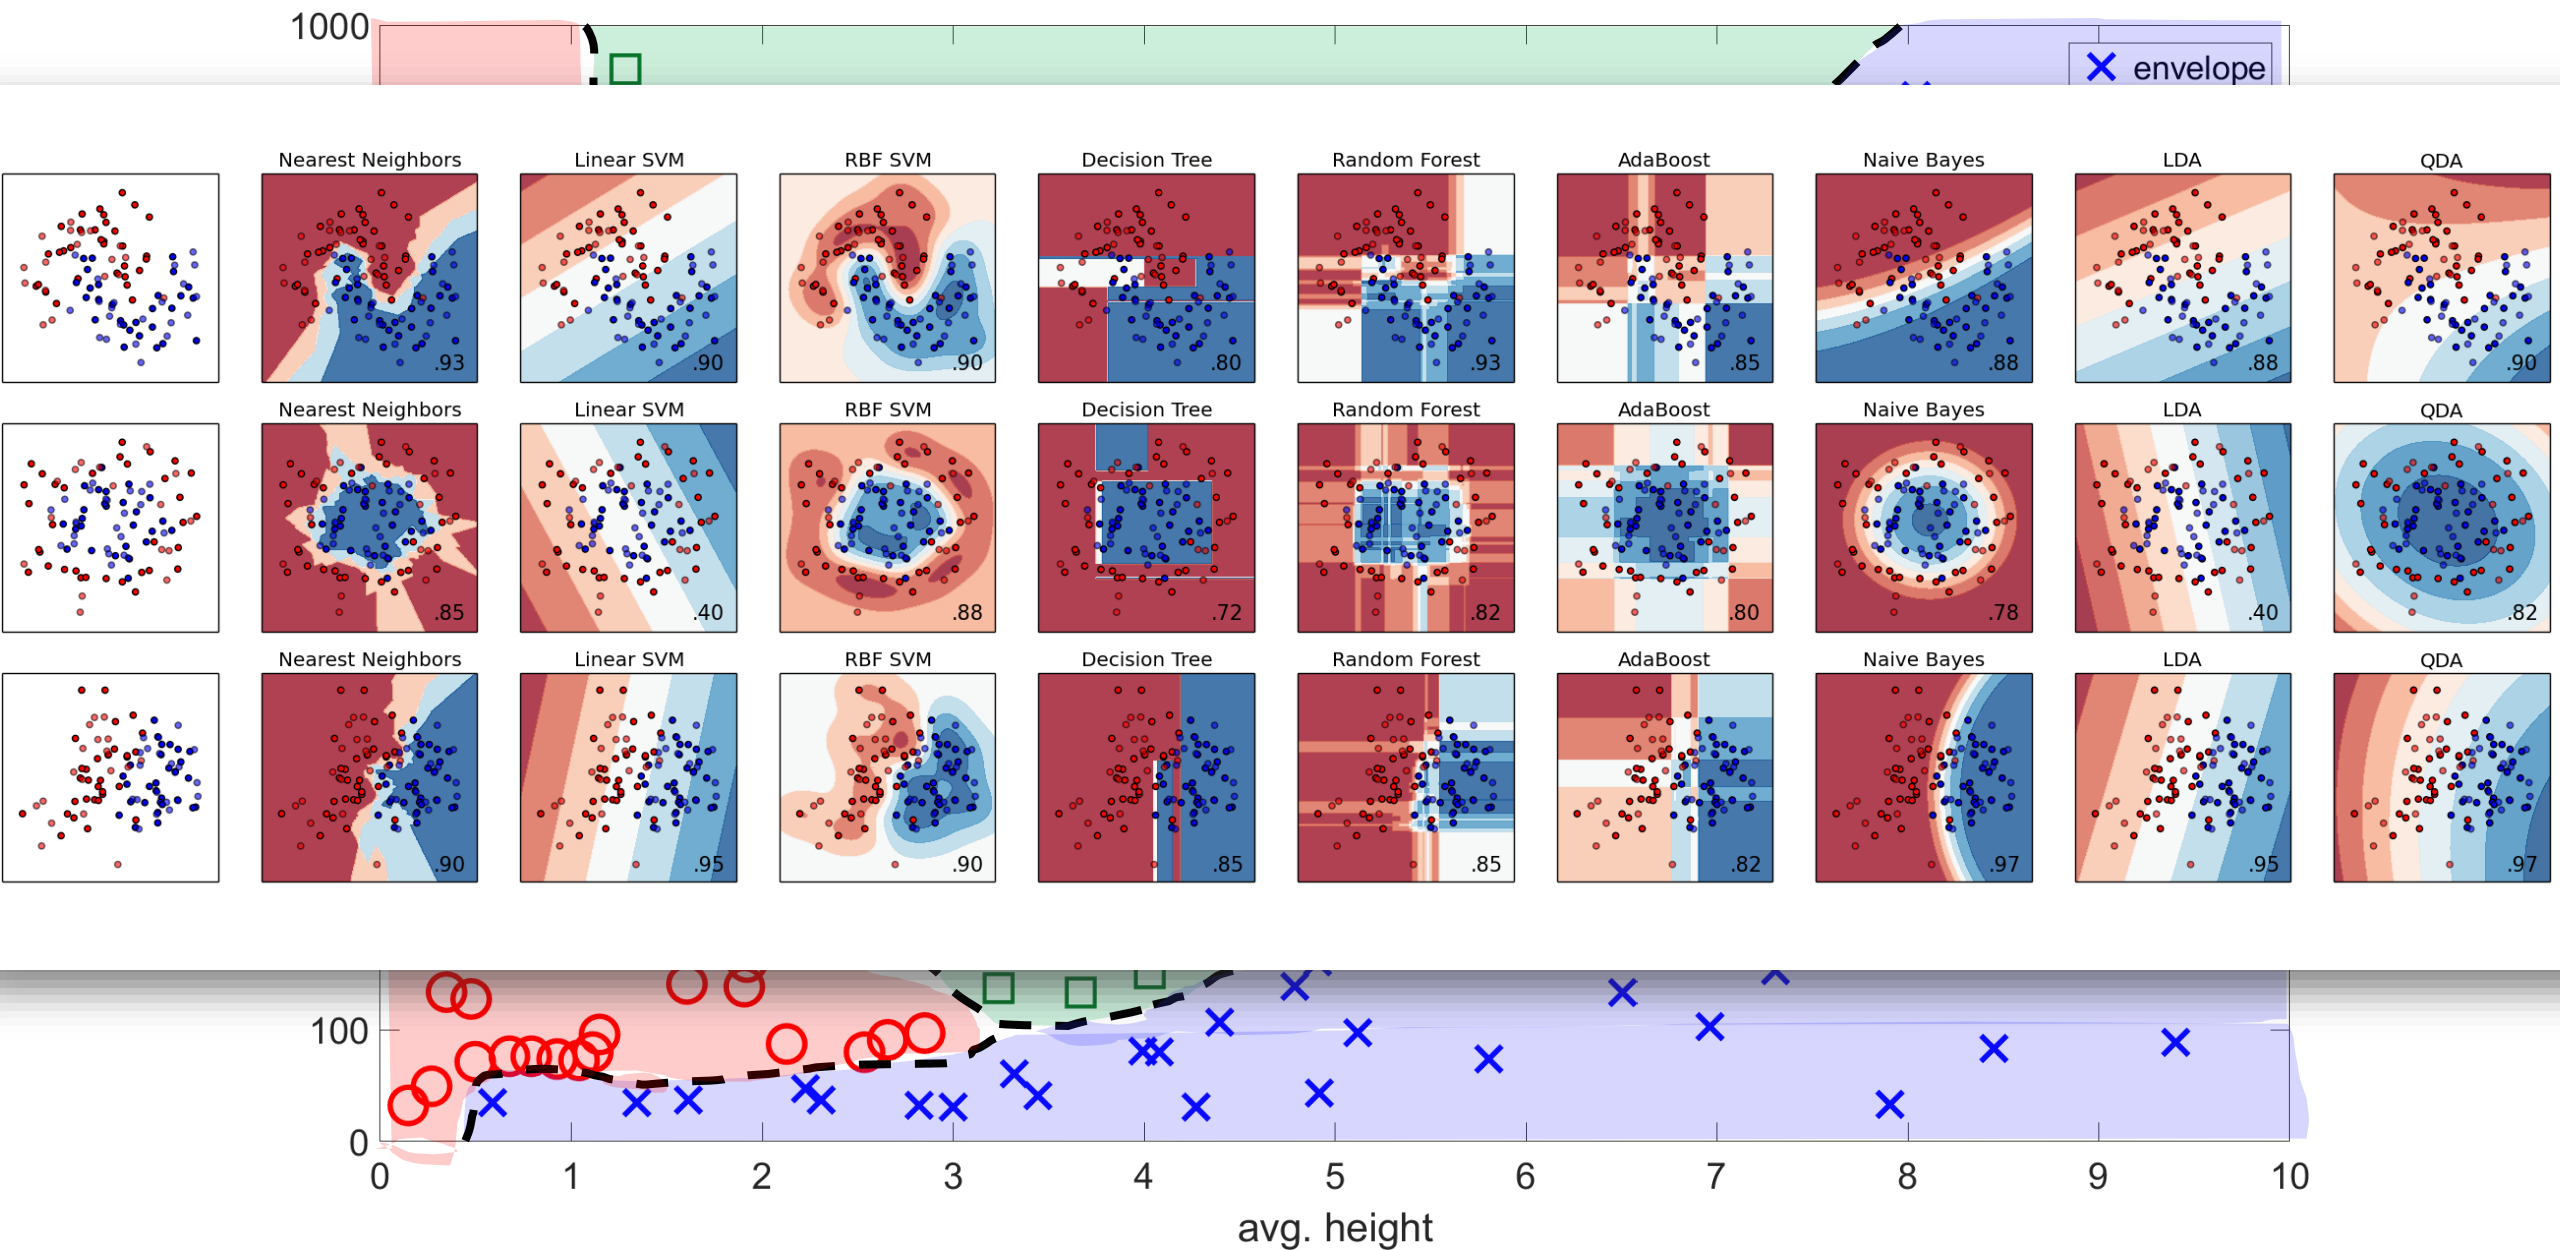 1000
envelope
Nearest Neighbors Linear SVM RBF SVM Decision Tree Random Forest AdaBoost Naive Bayes LDA QDA
.93 .90 .90 .80 .93 .85 .88 .88 .90
Nearest Neighbors Linear SVM RBF SVM Decision Tree Random Forest AdaBoost Naive Bayes LDA QDA
.85 .40 .88 .72 .82 .80 .78 .40 .82
Nearest Neighbors Linear SVM RBF SVM Decision Tree Random Forest AdaBoost Naive Bayes LDA QDA
.90 .95 .90 .85 .85 .82 .97 .95 .97
100
0
0 1 2 3 4 5 6 7 8 9 10
avg. height